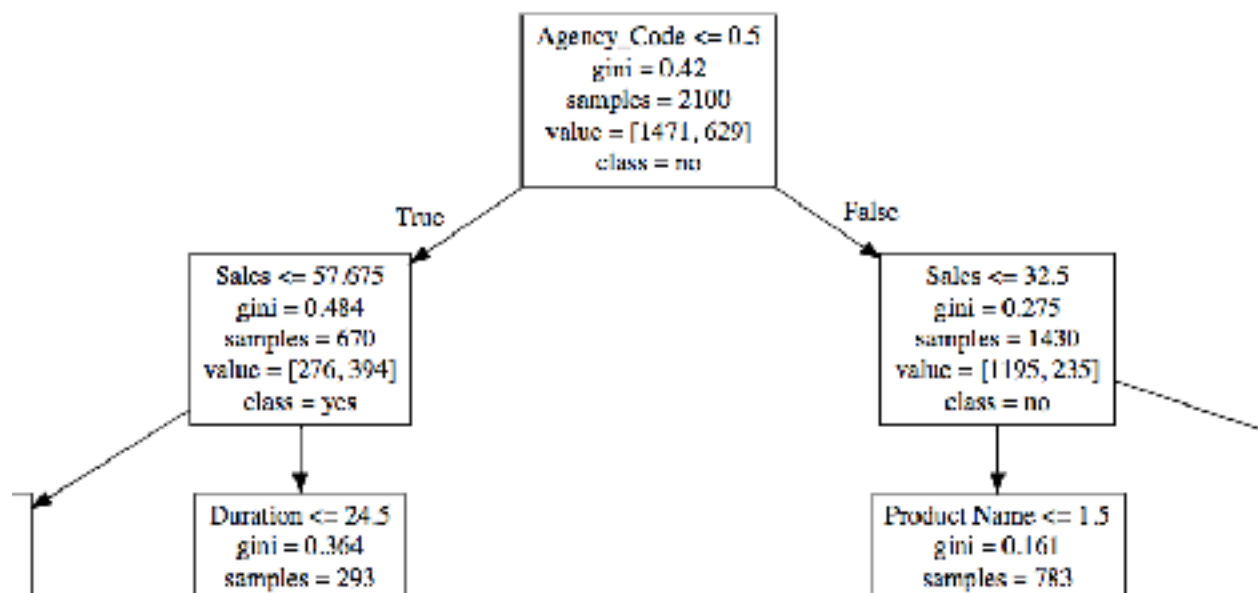 Agency_Code <= 0.5
gini = 0.42
samples = 2100
value = [1471, 629]
class = no
True
False
Sales <= 57.675
gini = 0.484
samples = 670
value = [276, 394]
class = yes
Sales <= 32.5
gini = 0.275
samples = 1430
value = [1195, 235]
class = no
Duration <= 24.5
gini = 0.364
samples = 293
Product Name <= 1.5
gini = 0.161
samples = 783